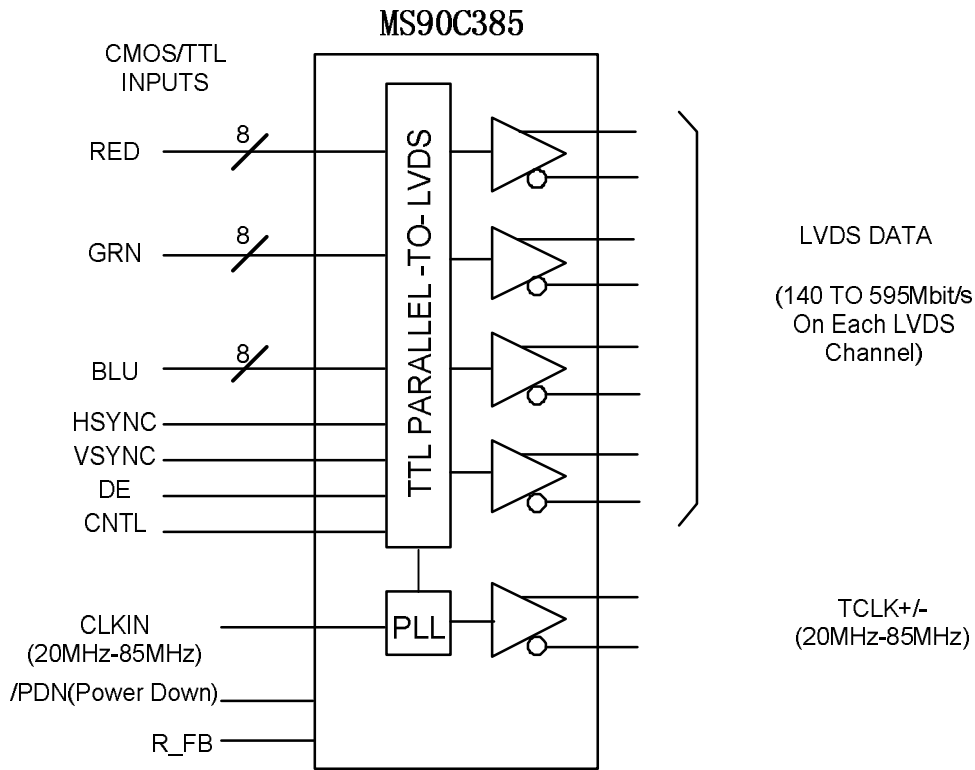 MS90C385
CMOS/TTL
INPUTS
RED
8
GRN
8
BLU
8
HSYNC
VSYNC
DE
CNTL
TTL PARALLEL -TO- LVDS
LVDS DATA
(140 TO 595Mbit/s
On Each LVDS
Channel)
CLKIN
(20MHz-85MHz)
PLL
TCLK+/-
(20MHz-85MHz)
/PDN(Power Down)
R_FB